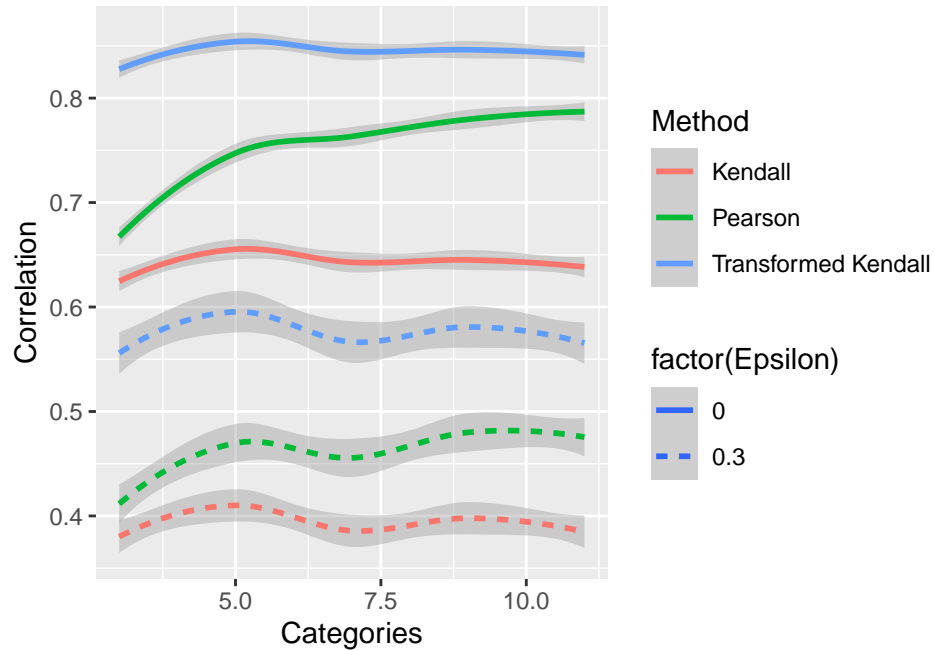 0.8
0.7
0.6
0.5
0.4
Correlation
5.0 7.5 10.0
Categories
Method
Kendall
Pearson
Transformed Kendall
factor(Epsilon)
0
0.3